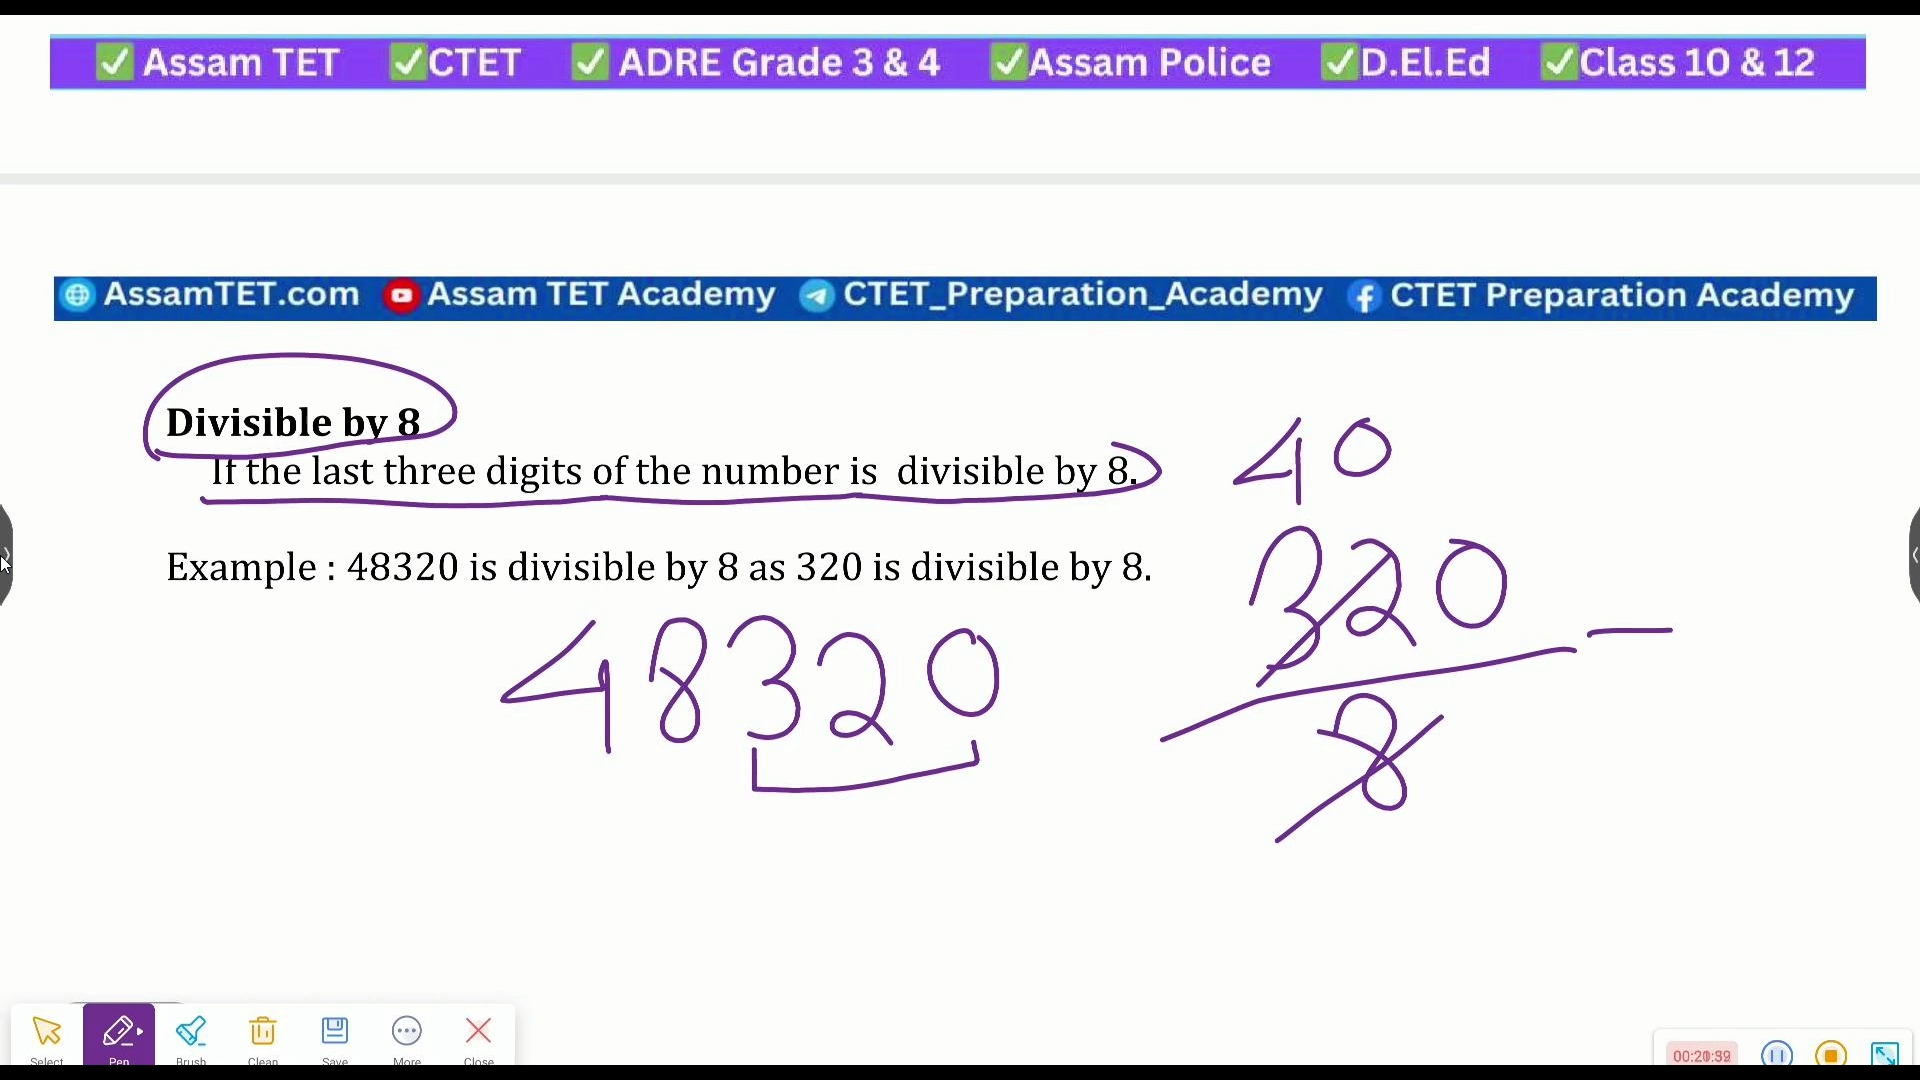 ✅ Assam TET ✅CTET ✅ ADRE Grade 3 & 4 ✅Assam Police ✅D.El.Ed ✅Class 10 & 12
AssamTET.com Assam TET Academy CTET_Preparation_Academy CTET Preparation Academy
Divisible by 8
If the last three digits of the number is divisible by 8.
40
Example : 48320 is divisible by 8 as 320 is divisible by 8.
320
48320
8
Select Pen Brush Clean Save More Close
00:20:39